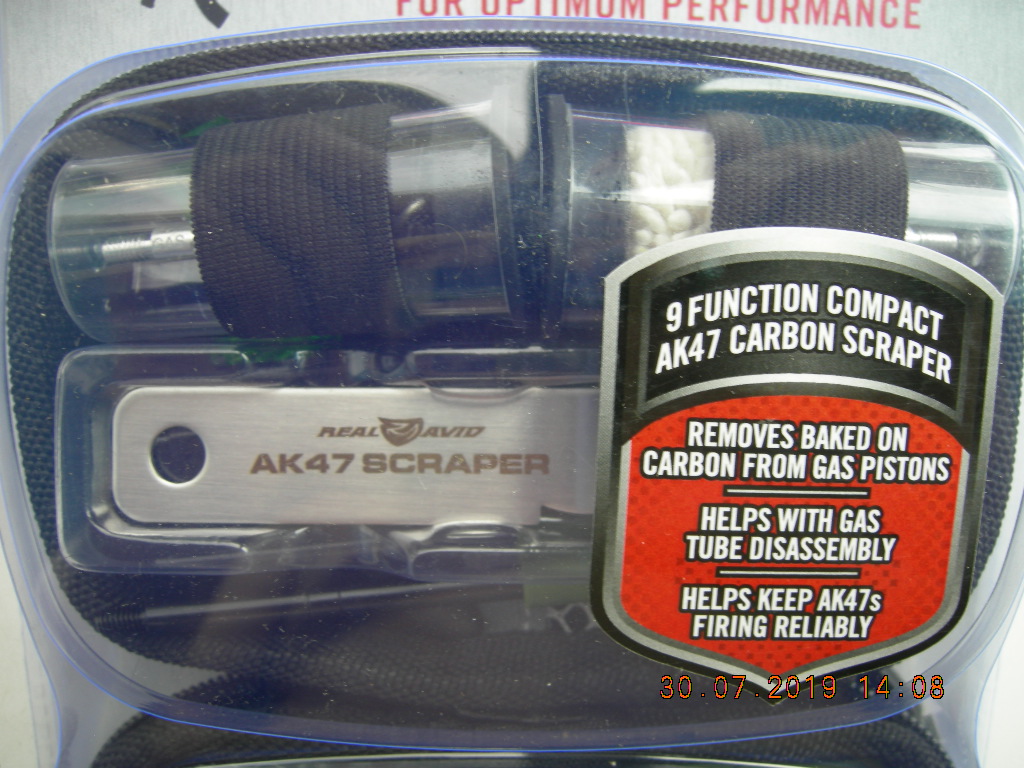 FOR OPTIMUM PERFORMANCE
GAS
9 FUNCTION COMPACT
AK47 CARBON SCRAPER
REAL AVID
AK47 SCRAPER
REMOVES BAKED ON
CARBON FROM GAS PISTONS
HELPS WITH GAS
TUBE DISASSEMBLY
HELPS KEEP AK47s
FIRING RELIABLY
30.07.2019 14:08